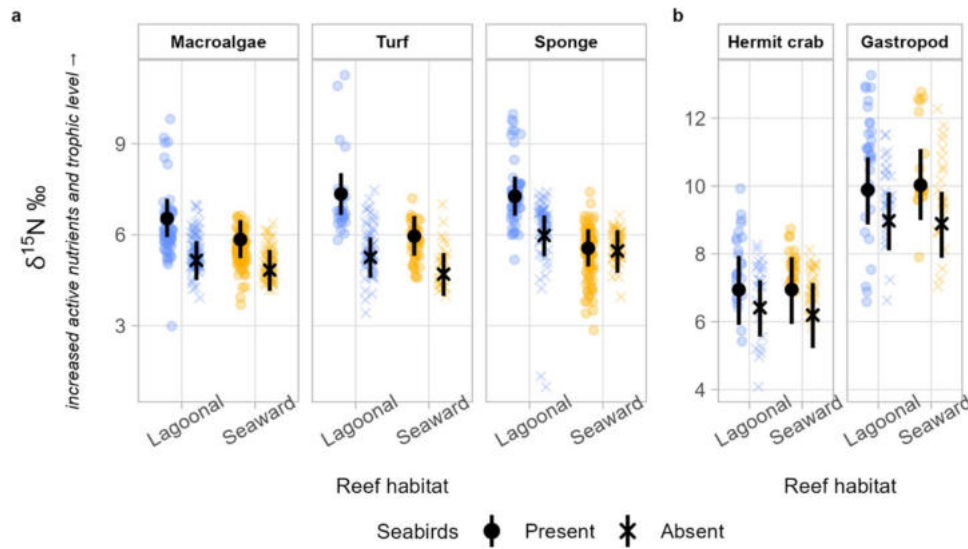 a
Macroalgae
Turf
Sponge
increased active nutrients and trophic level →
δ¹⁵N ‰
9
6
3
Lagoonal
Seaward
Lagoonal
Seaward
Lagoonal
Seaward
Reef habitat
b
Hermit crab
Gastropod
12
10
8
6
4
Lagoonal
Seaward
Lagoonal
Seaward
Reef habitat
Seabirds Present Absent